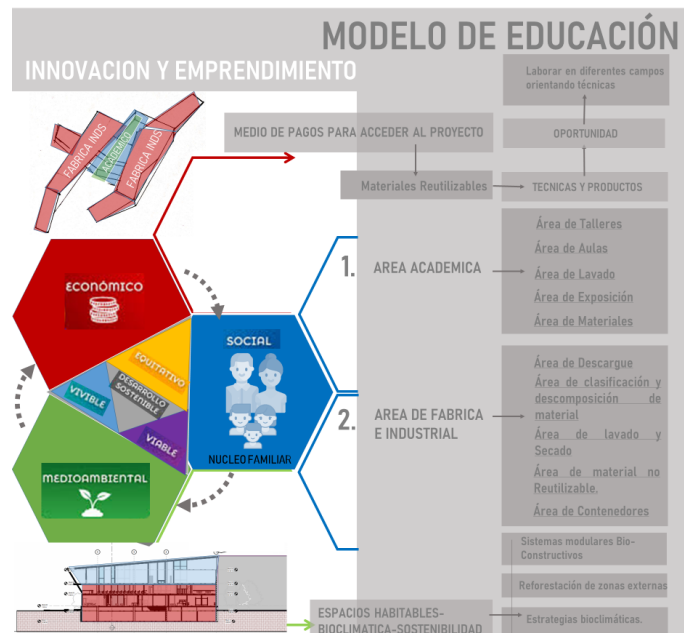 MODELO DE EDUCACIÓN
INNOVACION Y EMPRENDIMIENTO
Laborar en diferentes campos
orientando técnicas
FABRICA INDS
ACADEMICO
FABRICA INDS
MEDIO DE PAGOS PARA ACCEDER AL PROYECTO
OPORTUNIDAD
Materiales Reutilizables
TECNICAS Y PRODUCTOS
1. AREA ACADEMICA
Área de Talleres
Área de Aulas
Área de Lavado
Área de Exposición
Área de Materiales
ECONÓMICO
SOCIAL
EQUITATIVO
DESARROLLO
SOSTENIBLE
VIVIBLE
VIABLE
NUCLEO FAMILIAR
MEDIOAMBIENTAL
2. AREA DE FABRICA
E INDUSTRIAL
Área de Descargue
Área de clasificación y
descomposición de
material
Área de lavado y
Secado
Área de material no
Reutilizable.
Área de Contenedores
Sistemas modulares Bio-
Constructivos
Reforestación de zonas externas
Estrategias bioclimáticas.
ESPACIOS HABITABLES-
BIOCLIMATICA-SOSTENIBILIDAD